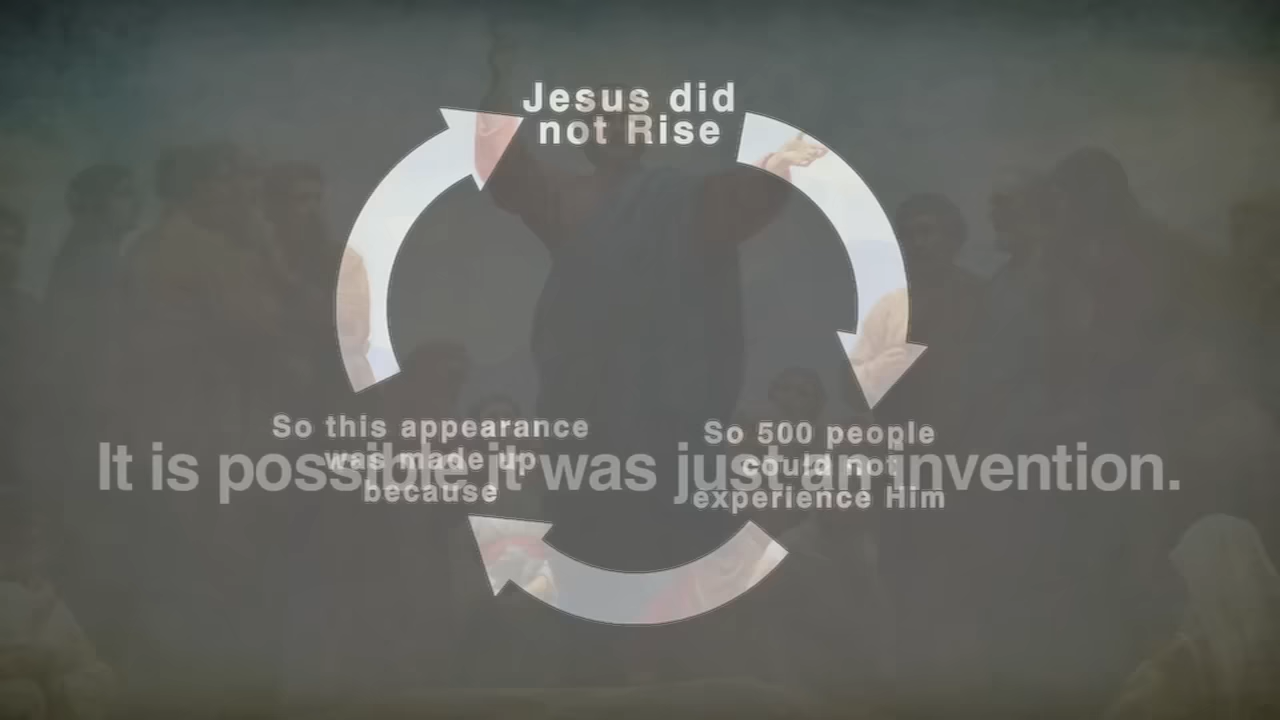 Jesus did
not Rise
So 500 people
could not
experience Him
So this appearance
was made up
because
It is possible it was just an invention.